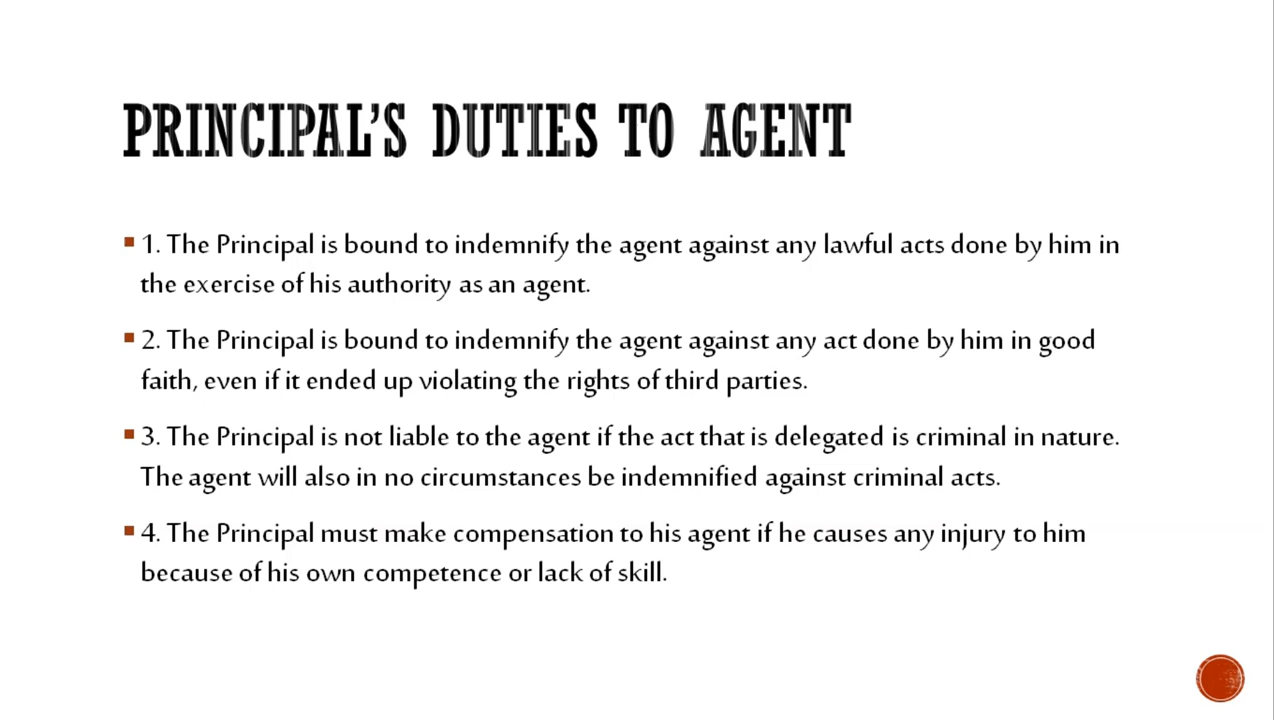 PRINCIPAL'S DUTIES TO AGENT
1. The Principal is bound to indemnify the agent against any lawful acts done by him in
the exercise of his authority as an agent.
2. The Principal is bound to indemnify the agent against any act done by him in good
faith, even if it ended up violating the rights of third parties.
3. The Principal is not liable to the agent if the act that is delegated is criminal in nature.
The agent will also in no circumstances be indemnified against criminal acts.
4. The Principal must make compensation to his agent if he causes any injury to him
because of his own competence or lack of skill.